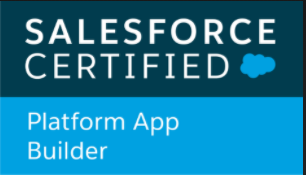 SALESFORCE
CERTIFIED
Platform App
Builder